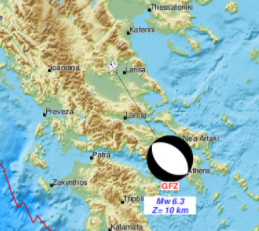 Thessaloniki
Katerini
Ioannina
Larisa
Preveza
Lamia
Nea Artaki
Patra
Athens
GFZ
Zakynthos
Mw 6.3
Tripoli
Z= 10 km
Kalamata